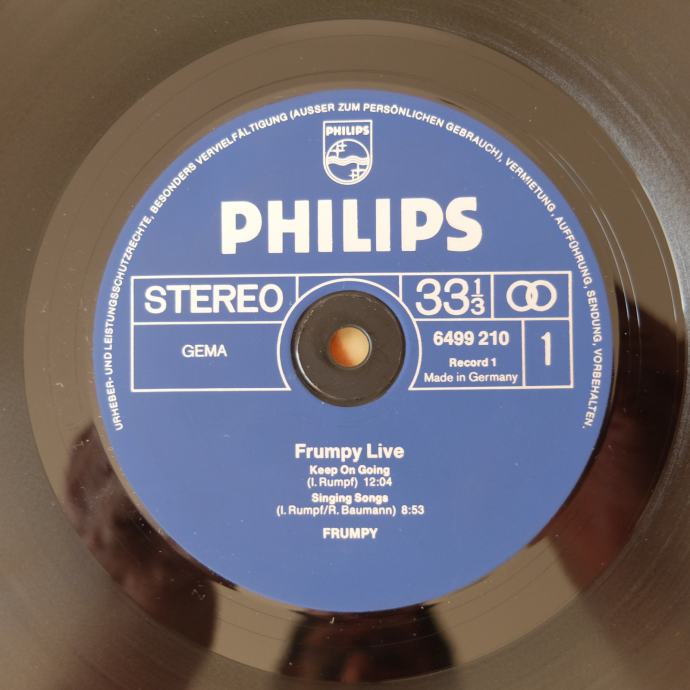 URHEBER- UND LEISTUNGSSCHUTZRECHTE, BESONDERS VERVIELFÄLTIGUNG (AUSSER ZUM PERSÖNLICHEN GEBRAUCH), VERMIETUNG, AUFFÜHRUNG, SENDUNG, VORBEHALTEN.
PHILIPS
PHILIPS
STEREO
33 1/3
GEMA
6499 210
1
Record 1
Made in Germany
Frumpy Live
Keep On Going
(I. Rumpf) 12:04
Singing Songs
(I. Rumpf/R. Baumann) 8:53
FRUMPY